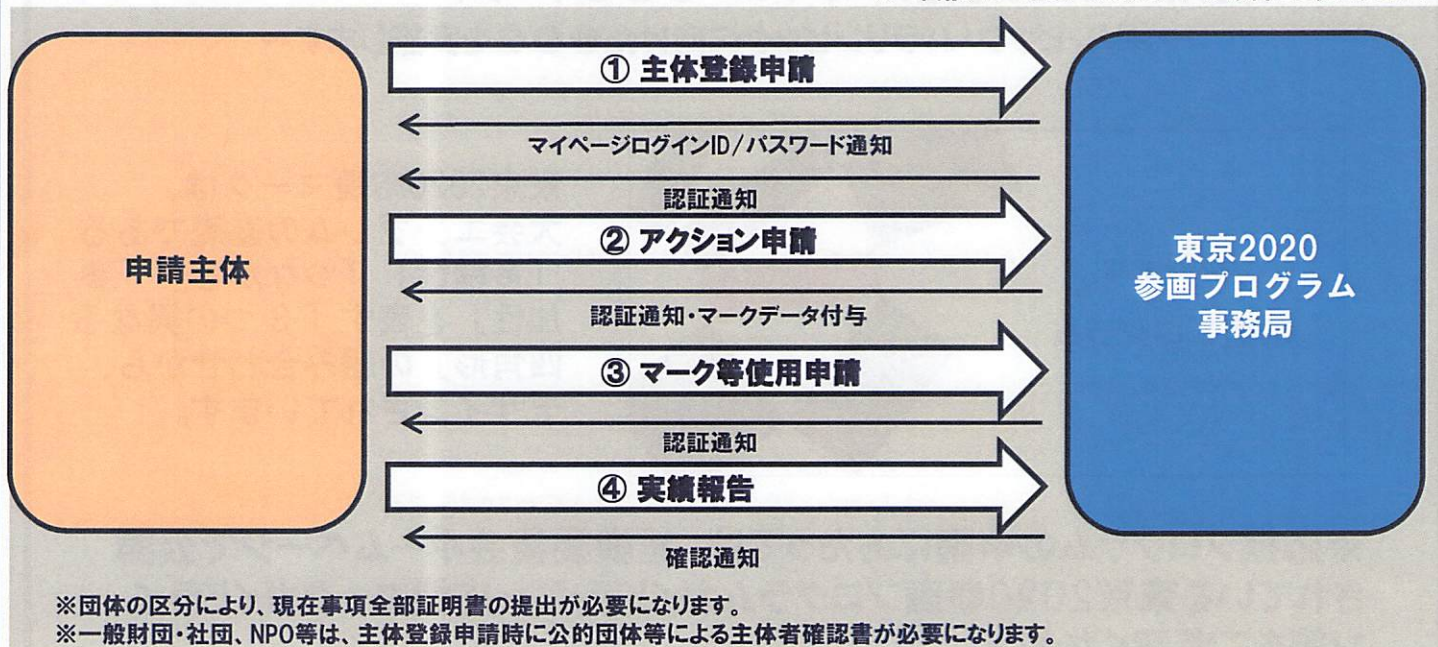 ① 主体登録申請
マイページログインID/パスワード通知
認証通知
② アクション申請
申請主体
東京2020
参画プログラム
事務局
認証通知・マークデータ付与
③ マーク等使用申請
認証通知
④ 実績報告
確認通知
※団体の区分により、現在事項全部証明書の提出が必要になります。
※一般財団・社団、NPO等は、主体登録申請時に公的団体等による主体者確認書が必要になります。